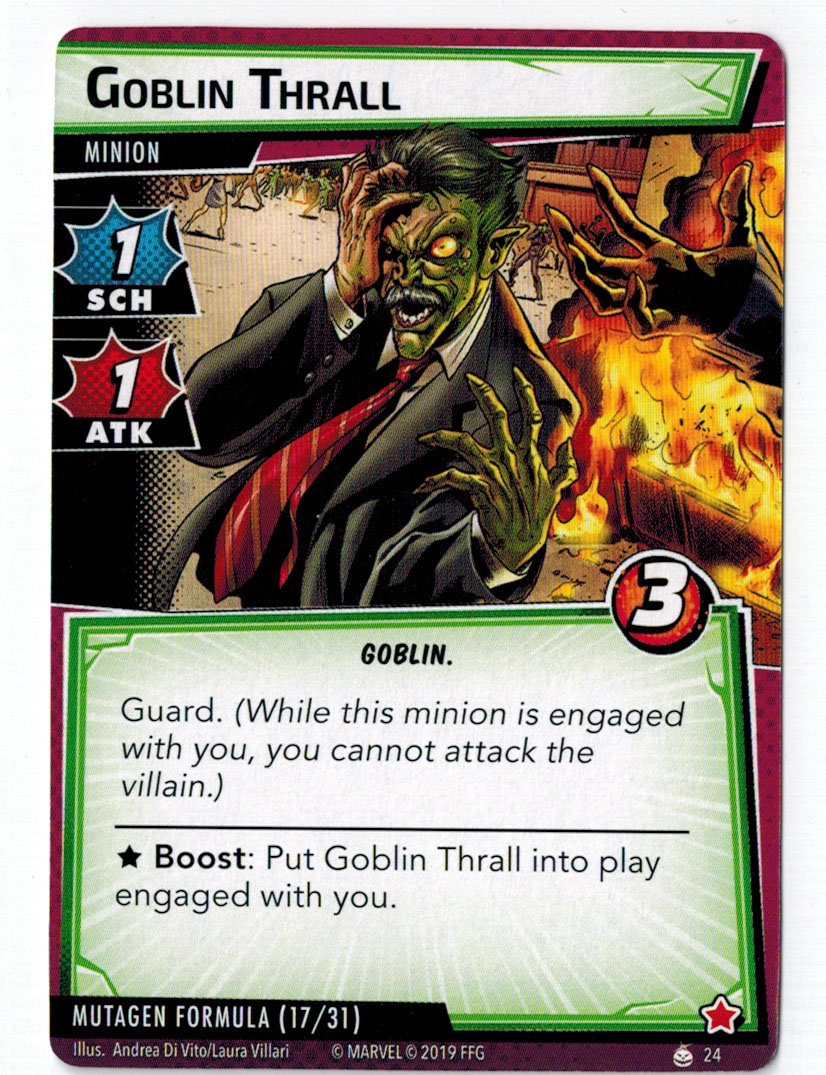 GOBLIN THRALL
MINION
1
SCH
1
ATK
3
GOBLIN.
Guard. (While this minion is engaged
with you, you cannot attack the
villain.)
★ Boost: Put Goblin Thrall into play
engaged with you.
MUTAGEN FORMULA (17/31)
Illus. Andrea Di Vito/Laura Villari © MARVEL © 2019 FFG 24